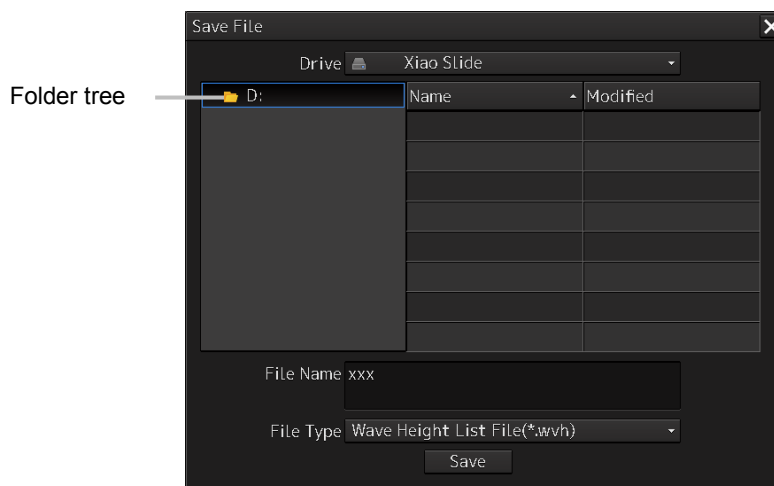 Save File
Drive Xiao Slide
Folder tree
D: Name Modified
File Name xxx
File Type Wave Height List File(*.wvh)
Save